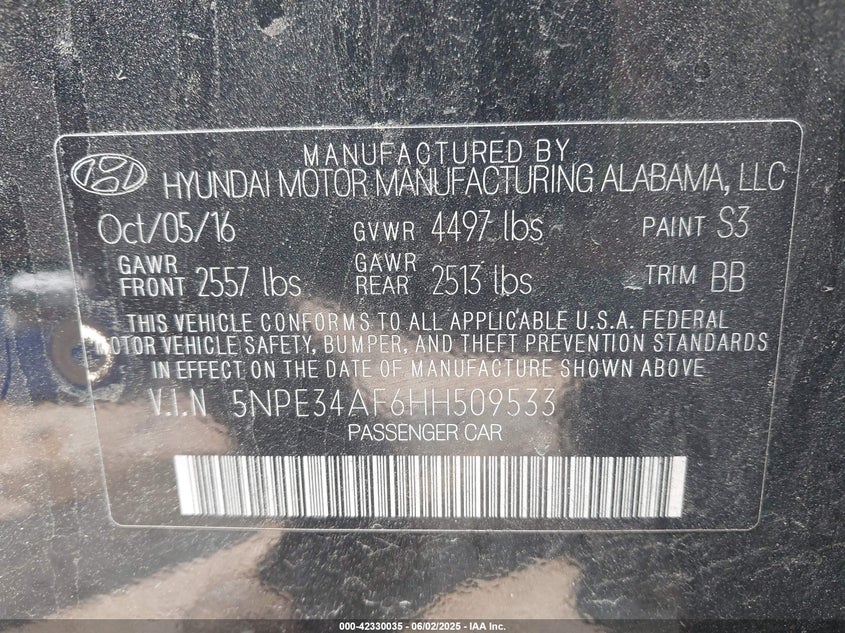 MANUFACTURED BY
HYUNDAI MOTOR MANUFACTURING ALABAMA, LLC
Oct/05/16 GVWR 4497 lbs PAINT S3
GAWR FRONT 2557 lbs GAWR REAR 2513 lbs TRIM BB
THIS VEHICLE CONFORMS TO ALL APPLICABLE U.S.A. FEDERAL
MOTOR VEHICLE SAFETY, BUMPER, AND THEFT PREVENTION STANDARDS
IN EFFECT ON THE DATE OF MANUFACTURE SHOWN ABOVE.
V.I.N 5NPE34AF6HH509533
PASSENGER CAR
000-42330035 - 06/02/2025 - IAA Inc.